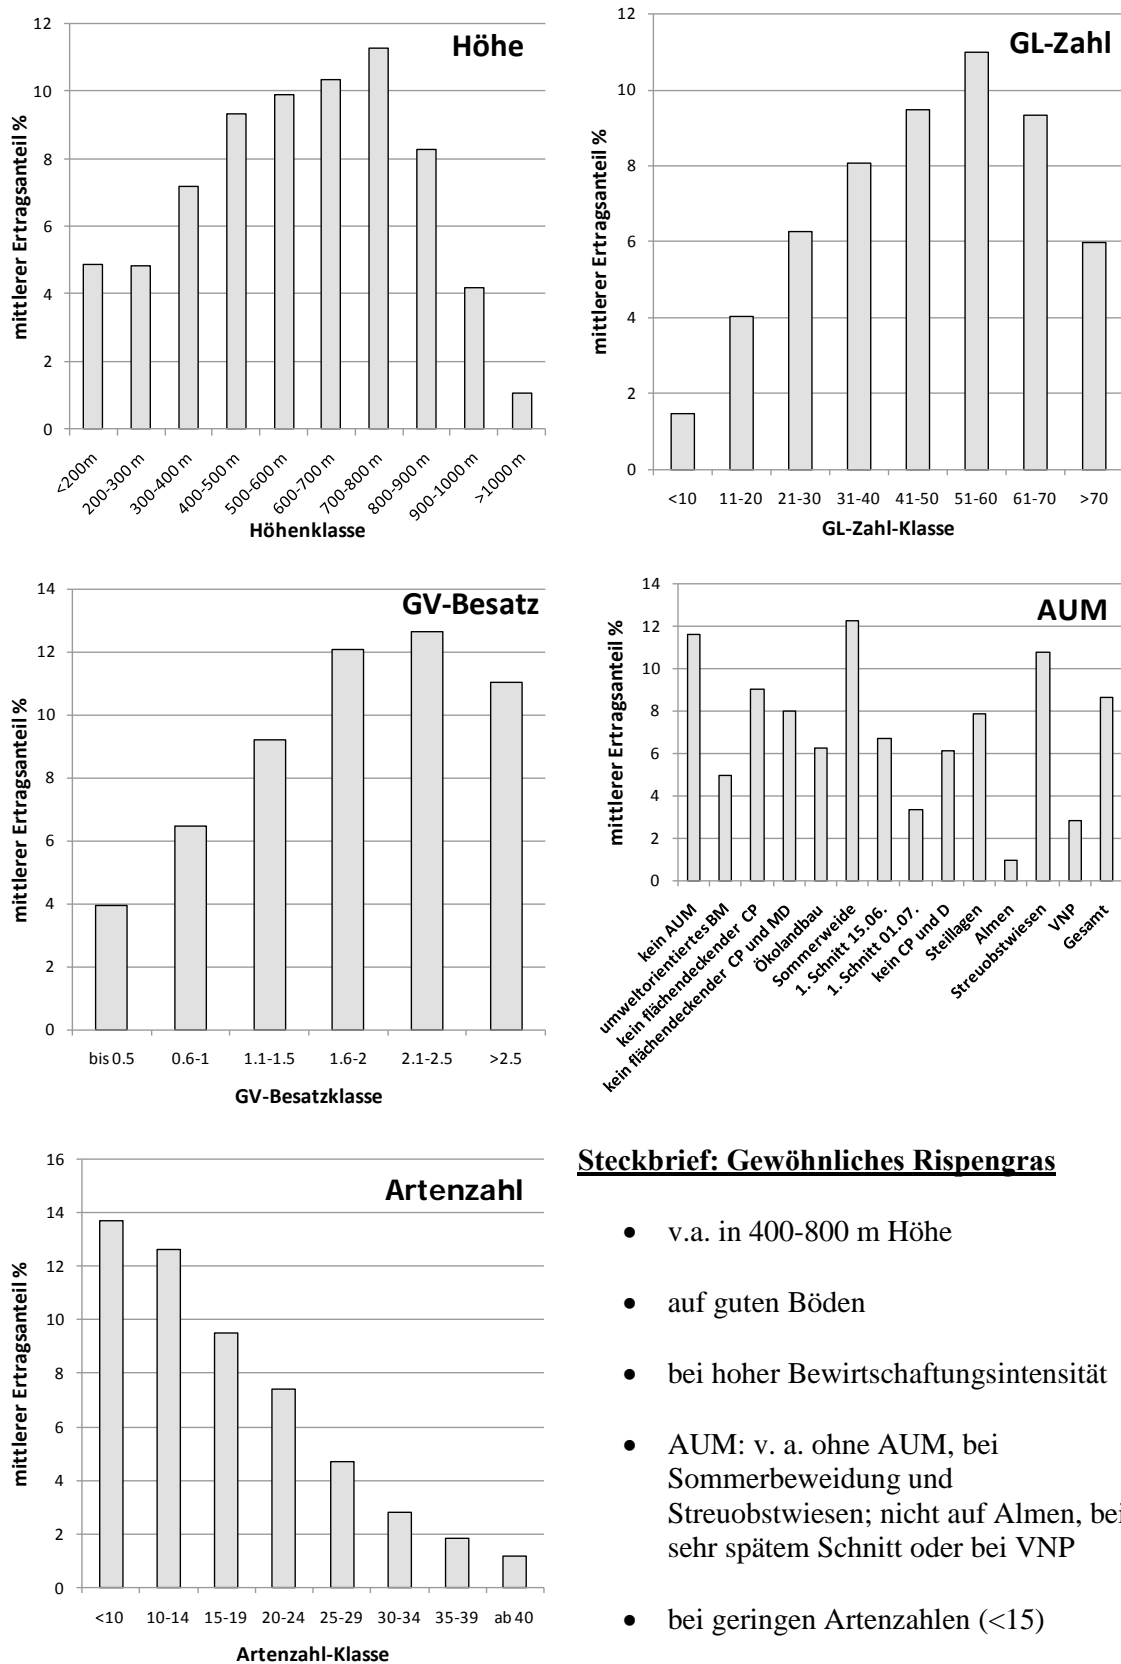 Höhe
mittlerer Ertragsanteil %
12
10
8
6
4
2
0
<200m
200-300 m
300-400 m
400-500 m
500-600 m
600-700 m
700-800 m
800-900 m
900-1000 m
>1000 m
Höhenklasse
GL-Zahl
mittlerer Ertragsanteil %
12
10
8
6
4
2
0
<10 11-20 21-30 31-40 41-50 51-60 61-70 >70
GL-Zahl-Klasse
GV-Besatz
mittlerer Ertragsanteil %
14
12
10
8
6
4
2
0
bis 0.5 0.6-1 1.1-1.5 1.6-2 2.1-2.5 >2.5
GV-Besatzklasse
AUM
mittlerer Ertragsanteil %
14
12
10
8
6
4
2
0
kein AUM
umweltorientiertes BM
kein flächendeckender CP
kein flächendeckender CP und MD
Ökolandbau
Sommerweide
1. Schnitt 15.06.
1. Schnitt 01.07.
kein CP und D
Steillagen
Almen
Streuobstwiesen
VNP
Gesamt
Artenzahl
mittlerer Ertragsanteil %
16
14
12
10
8
6
4
2
0
<10 10-14 15-19 20-24 25-29 30-34 35-39 ab 40
Artenzahl-Klasse
Steckbrief: Gewöhnliches Rispengras
• v.a. in 400-800 m Höhe
• auf guten Böden
• bei hoher Bewirtschaftungsintensität
• AUM: v. a. ohne AUM, bei
Sommerbeweidung und
Streuobstwiesen; nicht auf Almen, bei
sehr spätem Schnitt oder bei VNP
• bei geringen Artenzahlen (<15)